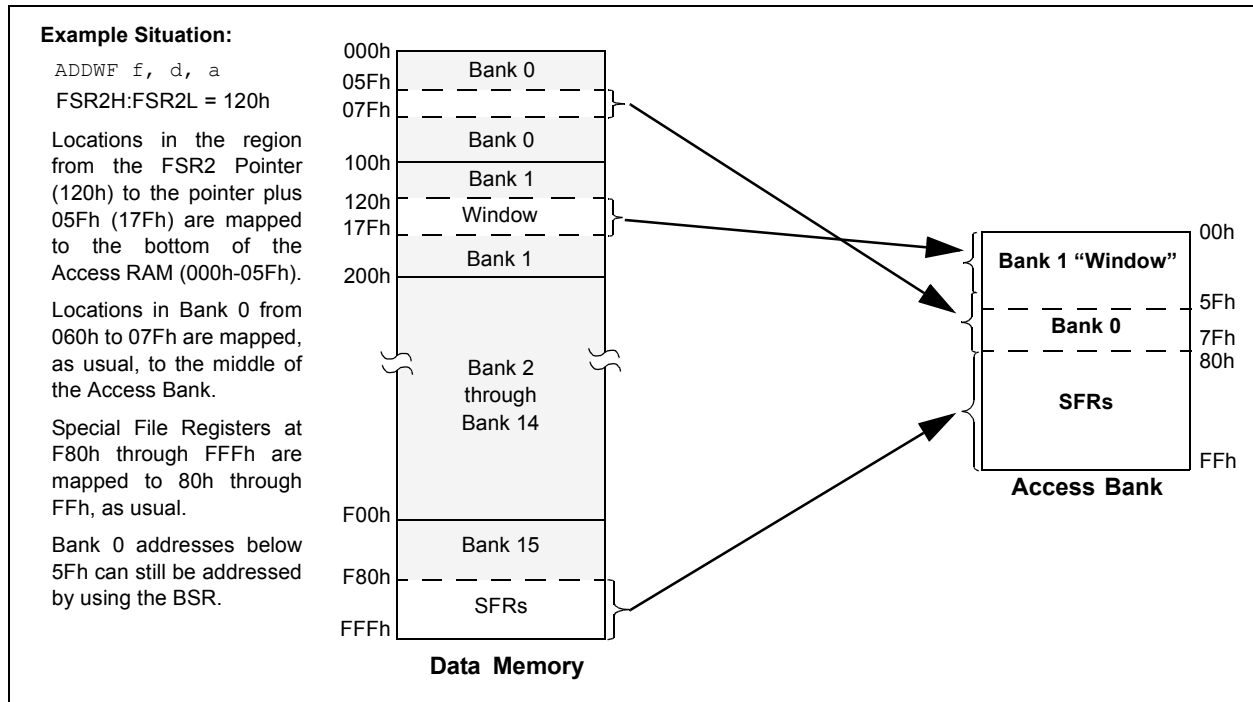 Example Situation:
ADDWF f, d, a
FSR2H:FSR2L = 120h
Locations in the region
from the FSR2 Pointer
(120h) to the pointer plus
05Fh (17Fh) are mapped
to the bottom of the
Access RAM (000h-05Fh).
Locations in Bank 0 from
060h to 07Fh are mapped,
as usual, to the middle of
the Access Bank.
Special File Registers at
F80h through FFFh are
mapped to 80h through
FFh, as usual.
Bank 0 addresses below
5Fh can still be addressed
by using the BSR.
000h
Bank 0
05Fh
07Fh
Bank 0
100h
Bank 1
120h
Window
17Fh
Bank 1
200h
Bank 2
through
Bank 14
F00h
Bank 15
F80h
SFRs
FFFh
Data Memory
00h
Bank 1 “Window”
5Fh
Bank 0
7Fh
80h
SFRs
FFh
Access Bank